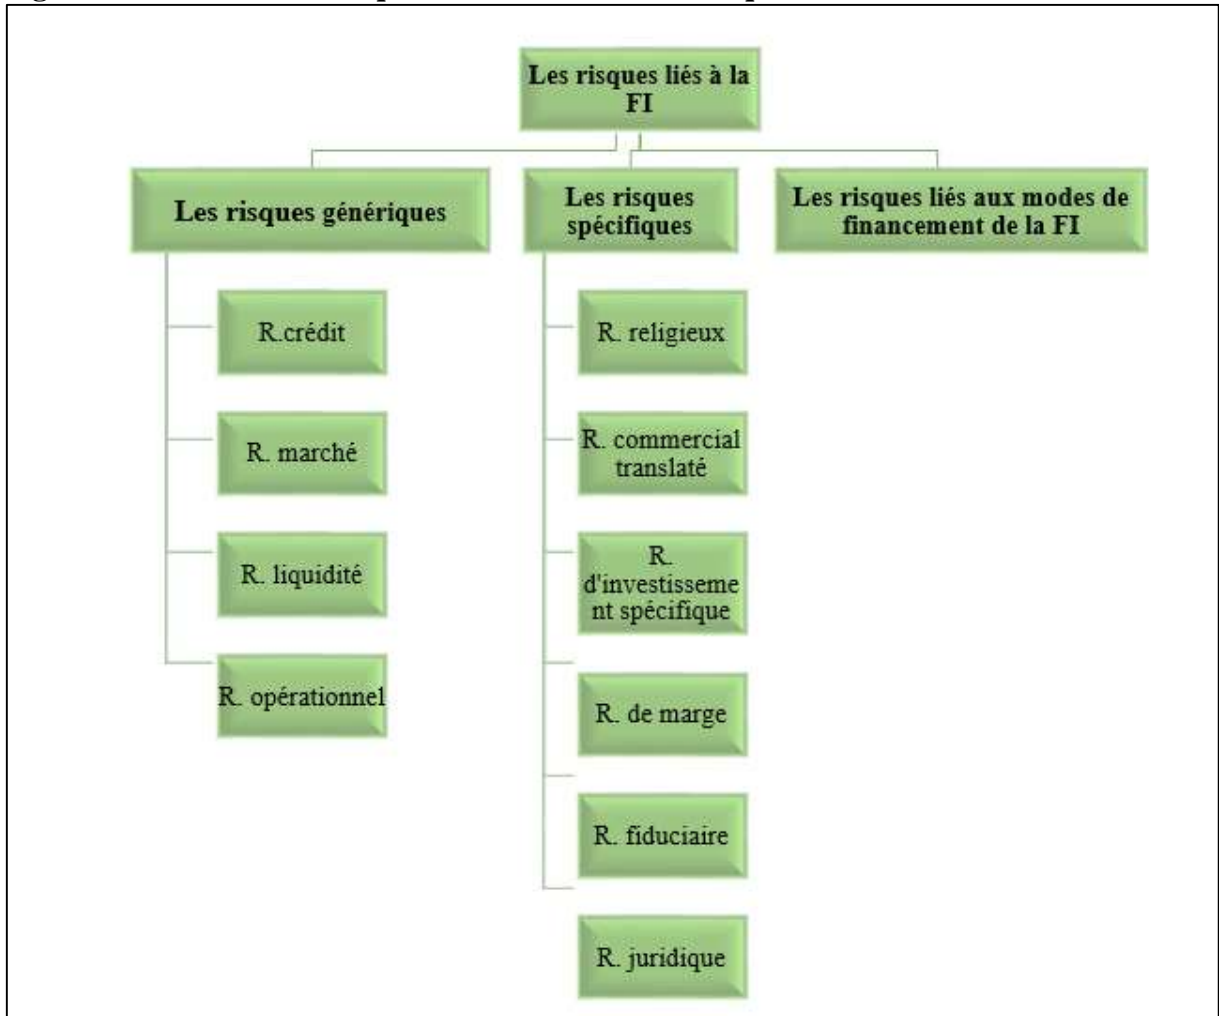 Les risques liés à la
FI
Les risques génériques
Les risques
spécifiques
Les risques liés aux modes de
financement de la FI
R.crédit
R. marché
R. liquidité
R. opérationnel
R. religieux
R. commercial
translaté
R.
d'investisseme
nt spécifique
R. de marge
R. fiduciaire
R. juridique